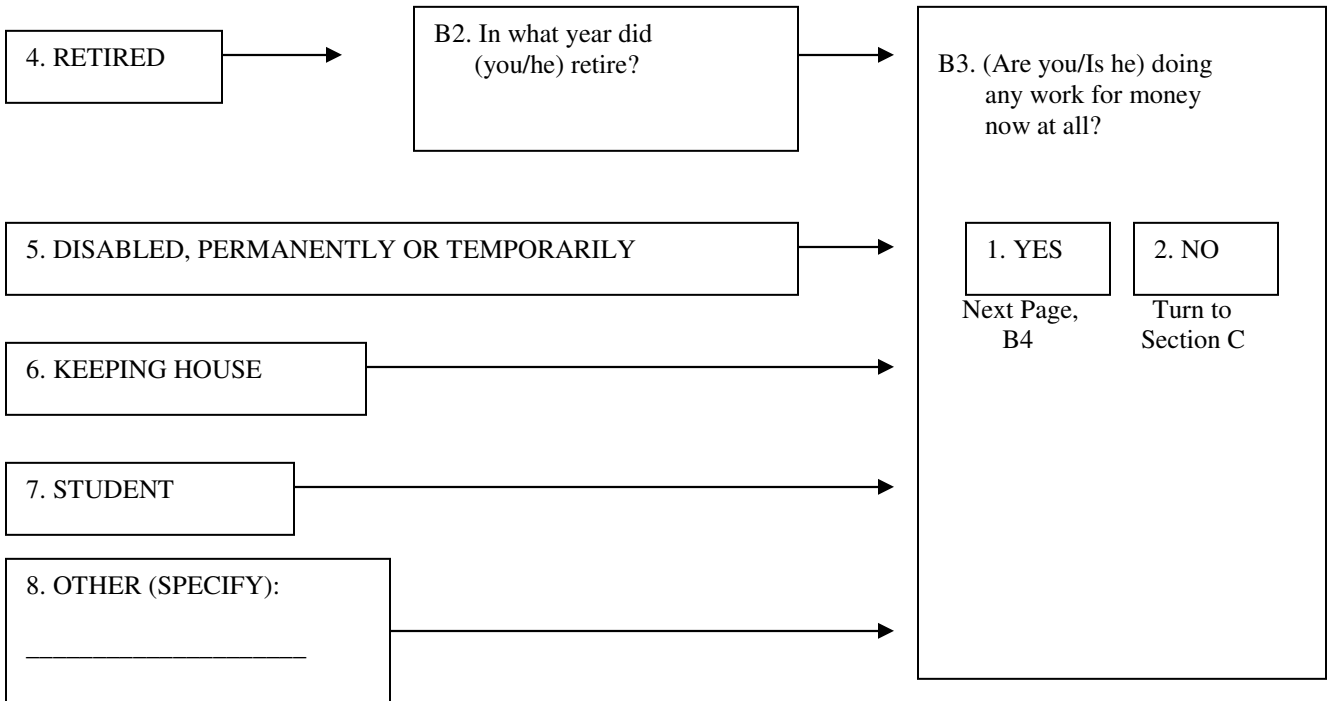 4. RETIRED
B2. In what year did
(you/he) retire?
B3. (Are you/Is he) doing
any work for money
now at all?
5. DISABLED, PERMANENTLY OR TEMPORARILY
1. YES
2. NO
Next Page,
B4
Turn to
Section C
6. KEEPING HOUSE
7. STUDENT
8. OTHER (SPECIFY):
______________________